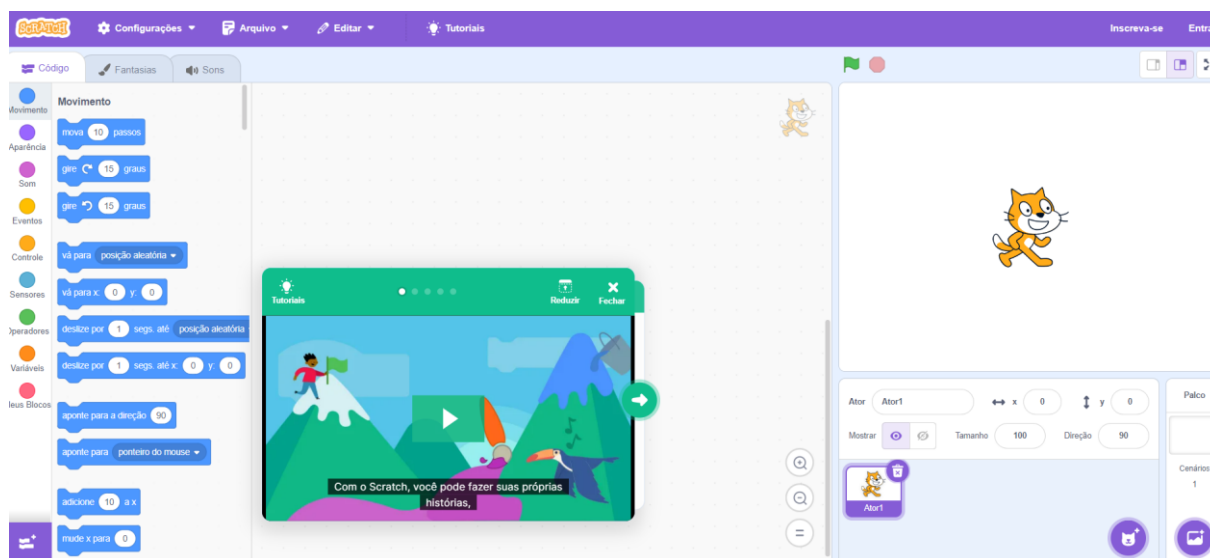 SCRATCH Configurações Arquivo Editar Tutoriais Inscreva-se
Código Fantasias Sons
Movimento
Aparência
Som
Eventos
Controle
Sensores
Variáveis
Movimento
mova 10 passos
gire 15 graus
gire 15 graus
vá para posição aleatória
vá para x: 0 y: 0
deslize por 1 segs. até posição aleatória
deslize por 1 segs. até x: 0 y: 0
aponte para a direção 90
aponte para ponteiro do mouse
adicione 10 a x
mude x para 0
Tutoriais Reduzir Fechar
Com o Scratch, você pode fazer suas próprias
histórias,
Ator Ator1 x 0 y 0
Mostrar Tamanho 100 Direção 90
Ator1
Palco
Cenários
1